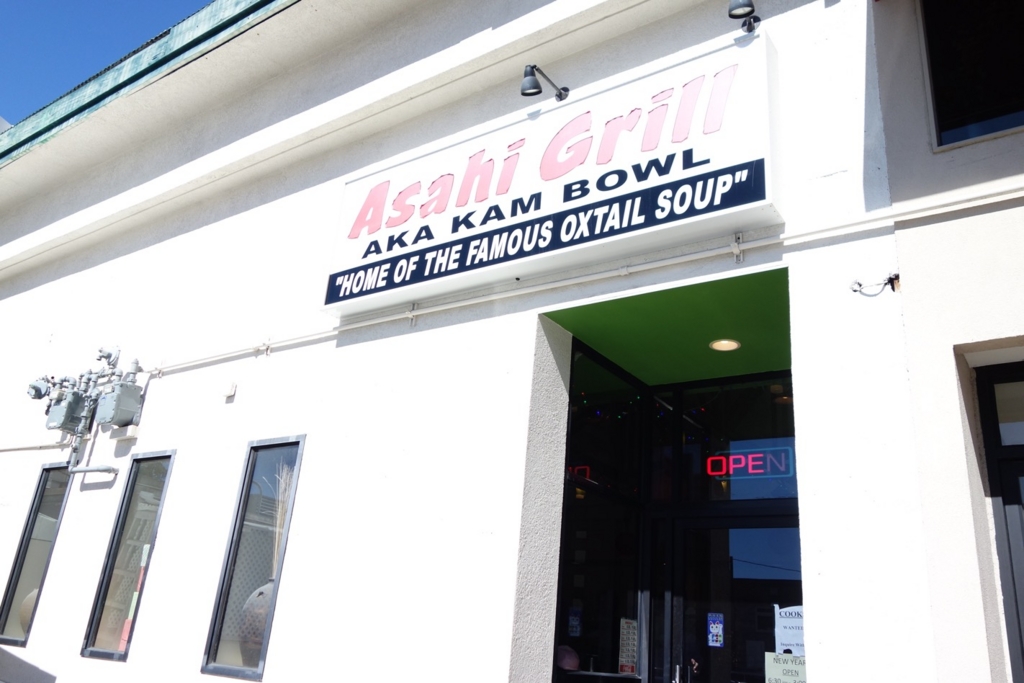 Asahi Grill
AKA KAM BOWL
"HOME OF THE FAMOUS OXTAIL SOUP"
OPEN
COOK
WANTED
NEW YEAR
OPEN